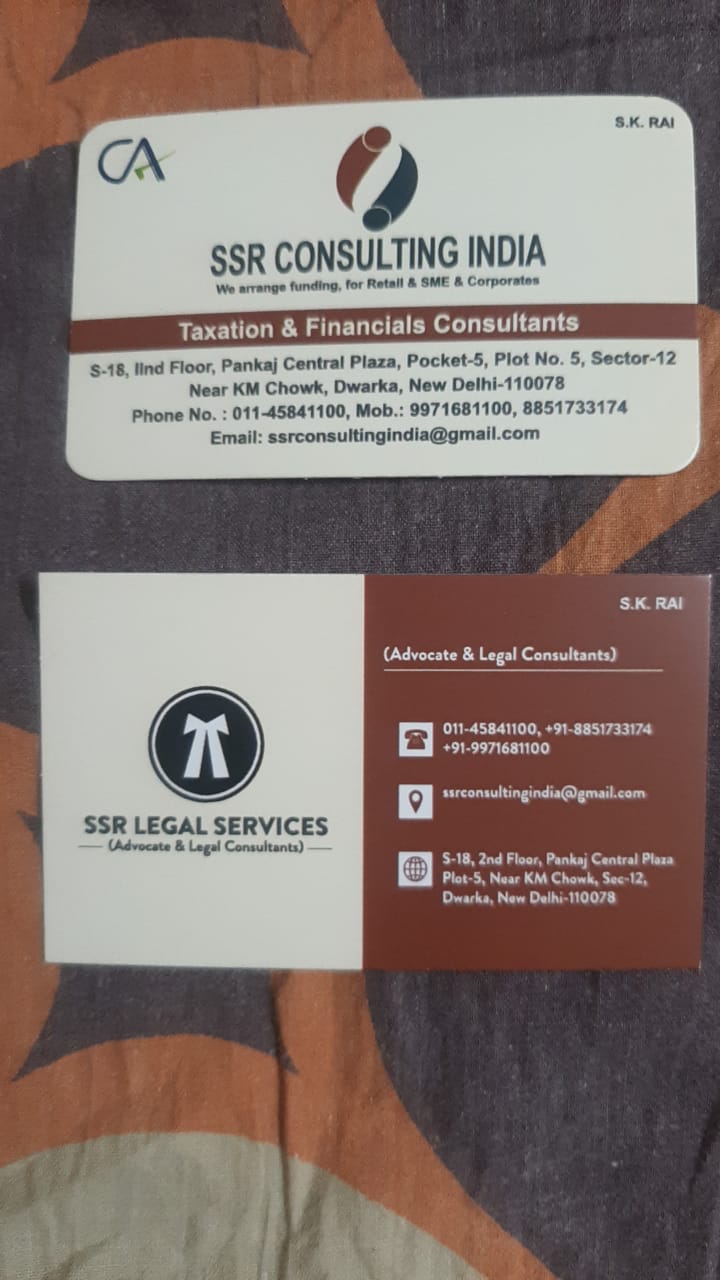 S.K. RAI
CA
SSR CONSULTING INDIA
We arrange funding, for Retail & SME & Corporates
Taxation & Financials Consultants
S-18, IInd Floor, Pankaj Central Plaza, Pocket-5, Plot No. 5, Sector-12
Near KM Chowk, Dwarka, New Delhi-110078
Phone No. : 011-45841100, Mob.: 9971681100, 8851733174
Email: ssrconsultingindia@gmail.com
SSR LEGAL SERVICES
(Advocate & Legal Consultants)
S.K. RAI
(Advocate & Legal Consultants)
011-45841100, +91-8851733174
+91-9971681100
ssrconsultingindia@gmail.com
S-18, 2nd Floor, Pankaj Central Plaza
Plot-5, Near KM Chowk, Sec-12,
Dwarka, New Delhi-110078